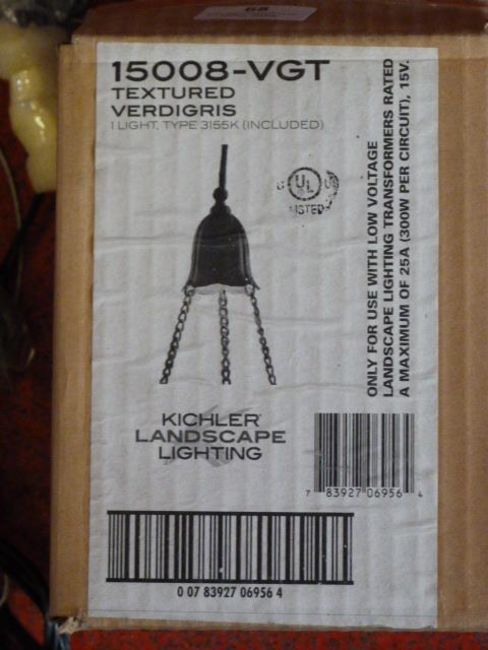 15008-VGT
TEXTURED
VERDIGRIS
1 LIGHT, TYPE 3155K (INCLUDED)
C UL US
LISTED
ONLY FOR USE WITH LOW VOLTAGE
LANDSCAPE LIGHTING TRANSFORMERS RATED
A MAXIMUM OF 25A (300W PER CIRCUIT), 15V.
KICHLER
LANDSCAPE
LIGHTING
7 83927 06956 4
0 07 83927 06956 4